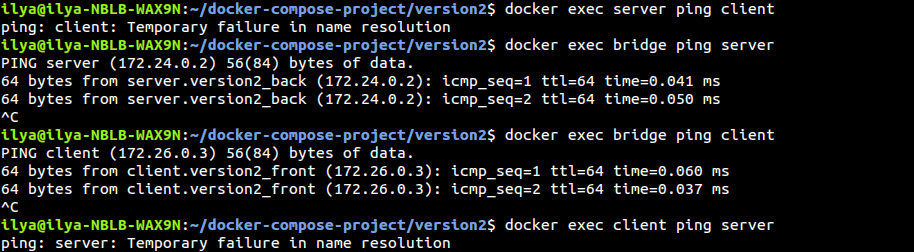 ilya@ilya-NBLB-WAX9N:~/docker-compose-project/version2$ docker exec server ping client
ping: client: Temporary failure in name resolution
ilya@ilya-NBLB-WAX9N:~/docker-compose-project/version2$ docker exec bridge ping server
PING server (172.24.0.2) 56(84) bytes of data.
64 bytes from server.version2_back (172.24.0.2): icmp_seq=1 ttl=64 time=0.041 ms
64 bytes from server.version2_back (172.24.0.2): icmp_seq=2 ttl=64 time=0.050 ms
^C
ilya@ilya-NBLB-WAX9N:~/docker-compose-project/version2$ docker exec bridge ping client
PING client (172.26.0.3) 56(84) bytes of data.
64 bytes from client.version2_front (172.26.0.3): icmp_seq=1 ttl=64 time=0.060 ms
64 bytes from client.version2_front (172.26.0.3): icmp_seq=2 ttl=64 time=0.037 ms
^C
ilya@ilya-NBLB-WAX9N:~/docker-compose-project/version2$ docker exec client ping server
ping: server: Temporary failure in name resolution